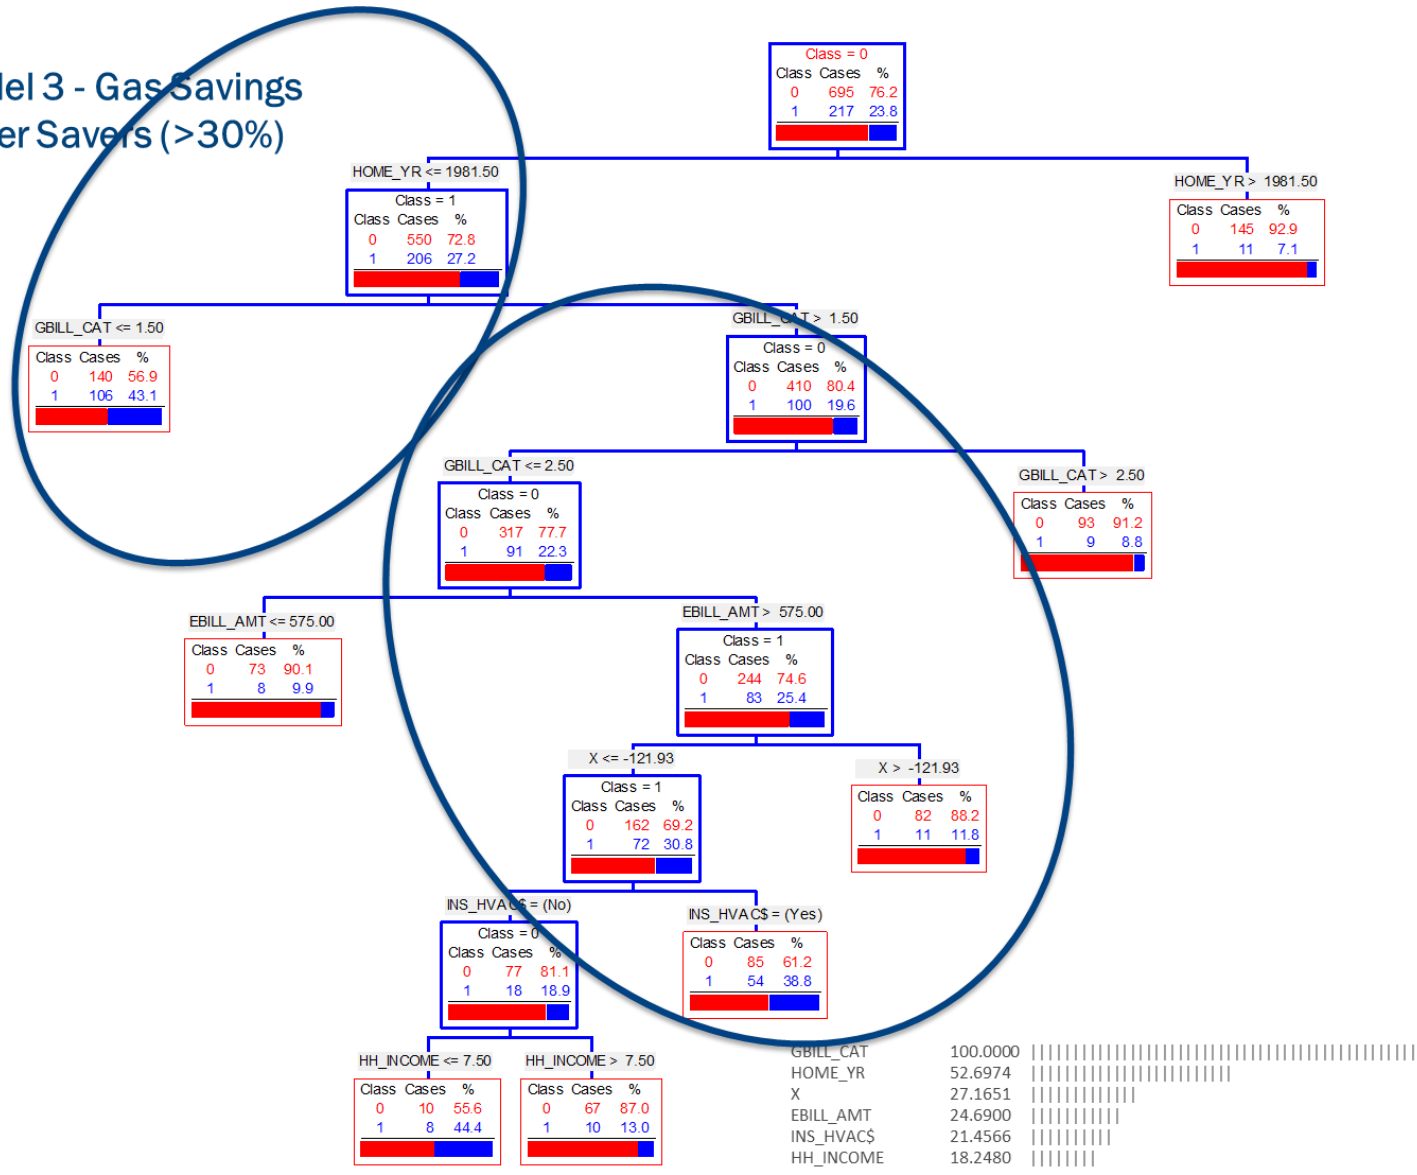 del 3 - Gas Savings
er Savers (>30%)
Class = 0
Class Cases %
0 695 76.2
1 217 23.8
HOME_YR <= 1981.50
Class = 1
Class Cases %
0 550 72.8
1 206 27.2
HOME_YR > 1981.50
Class Cases %
0 145 92.9
1 11 7.1
GBILL_CAT <= 1.50
Class Cases %
0 140 56.9
1 106 43.1
GBILL_CAT > 1.50
Class = 0
Class Cases %
0 410 80.4
1 100 19.6
GBILL_CAT <= 2.50
Class = 0
Class Cases %
0 317 77.7
1 91 22.3
GBILL_CAT > 2.50
Class Cases %
0 93 91.2
1 9 8.8
EBILL_AMT <= 575.00
Class Cases %
0 73 90.1
1 8 9.9
EBILL_AMT > 575.00
Class = 1
Class Cases %
0 244 74.6
1 83 25.4
X <= -121.93
Class = 1
Class Cases %
0 162 69.2
1 72 30.8
X > -121.93
Class Cases %
0 82 88.2
1 11 11.8
INS_HVAC$ = (No)
Class = 0
Class Cases %
0 77 81.1
1 18 18.9
INS_HVAC$ = (Yes)
Class Cases %
0 85 61.2
1 54 38.8
HH_INCOME <= 7.50
Class Cases %
0 10 55.6
1 8 44.4
HH_INCOME > 7.50
Class Cases %
0 67 87.0
1 10 13.0
GBILL_CAT 100.0000
HOME_YR 52.6974
X 27.1651
EBILL_AMT 24.6900
INS_HVAC$ 21.4566
HH_INCOME 18.2480